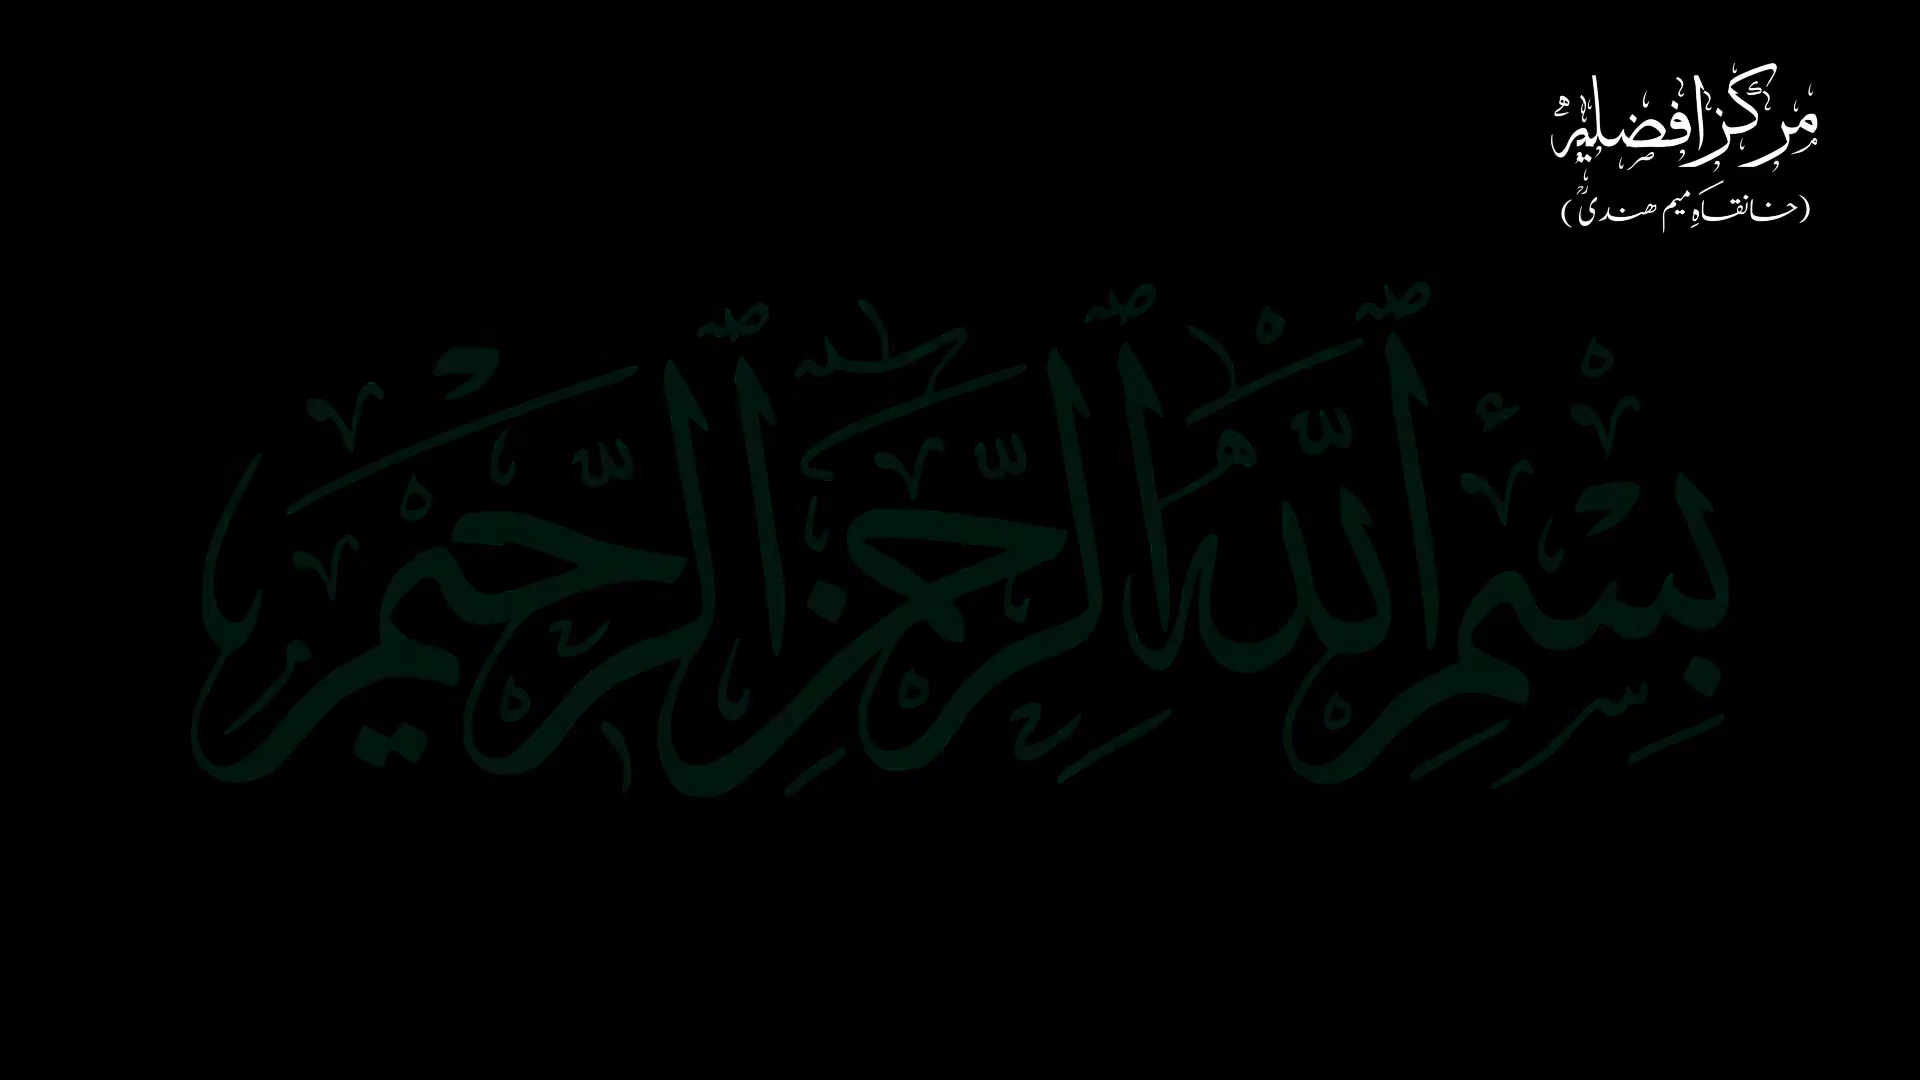 مرکز افضلیہ
(خانقاہِ میم ھندیؒ)
بِسْمِ اللَّهِ الرَّحْمٰنِ الرَّحِيْمِ